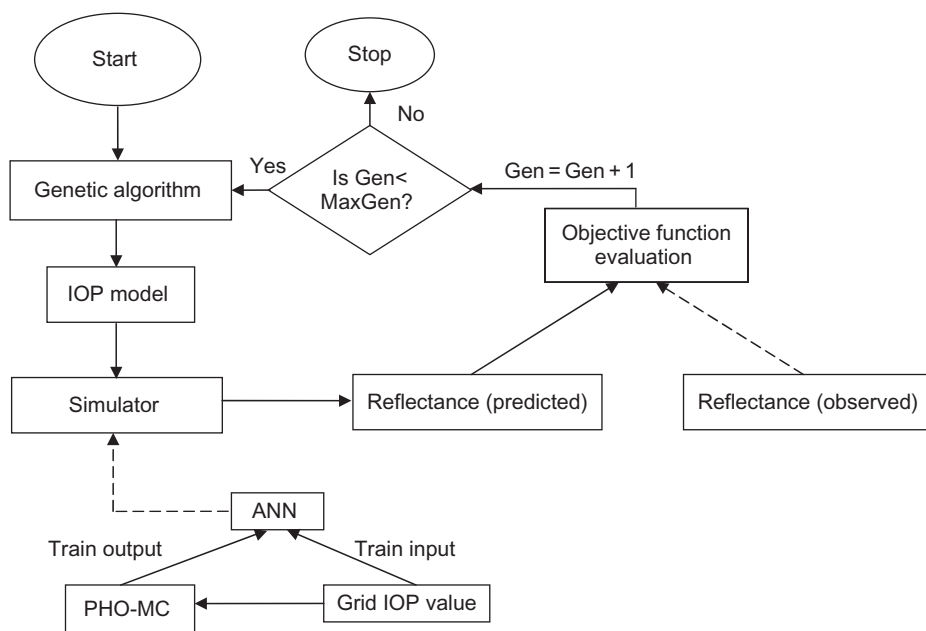 Start
Stop
No
Yes
Is Gen<
MaxGen?
Gen = Gen + 1
Genetic algorithm
Objective function
evaluation
IOP model
Simulator
Reflectance (predicted)
Reflectance (observed)
ANN
Train output
Train input
PHO-MC
Grid IOP value